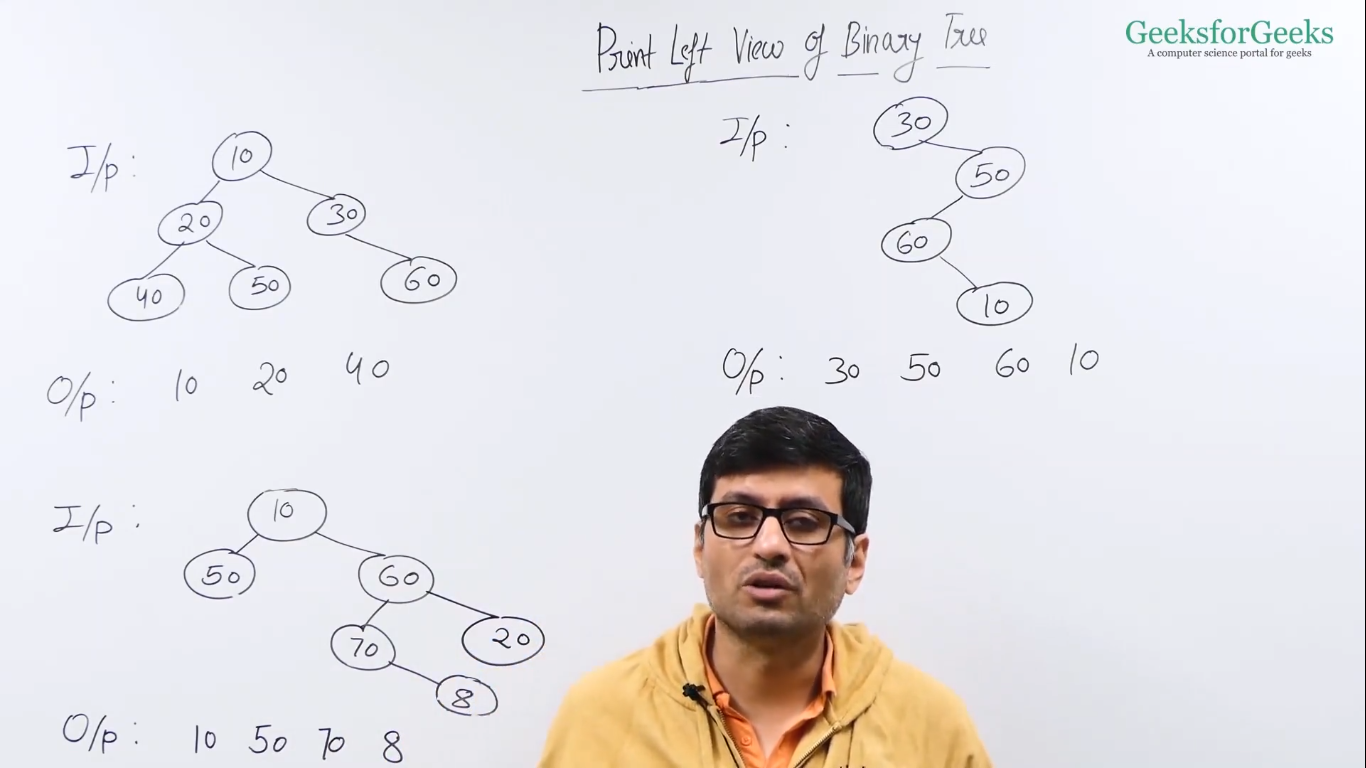 Print Left View of Binary Tree
GeeksforGeeks
A computer science portal for geeks
I/p :
10
20 30
40 50 60
O/p : 10 20 40
I/p :
30
50
60
10
O/p : 30 50 60 10
I/p :
10
50 60
70 20
8
O/p : 10 50 70 8